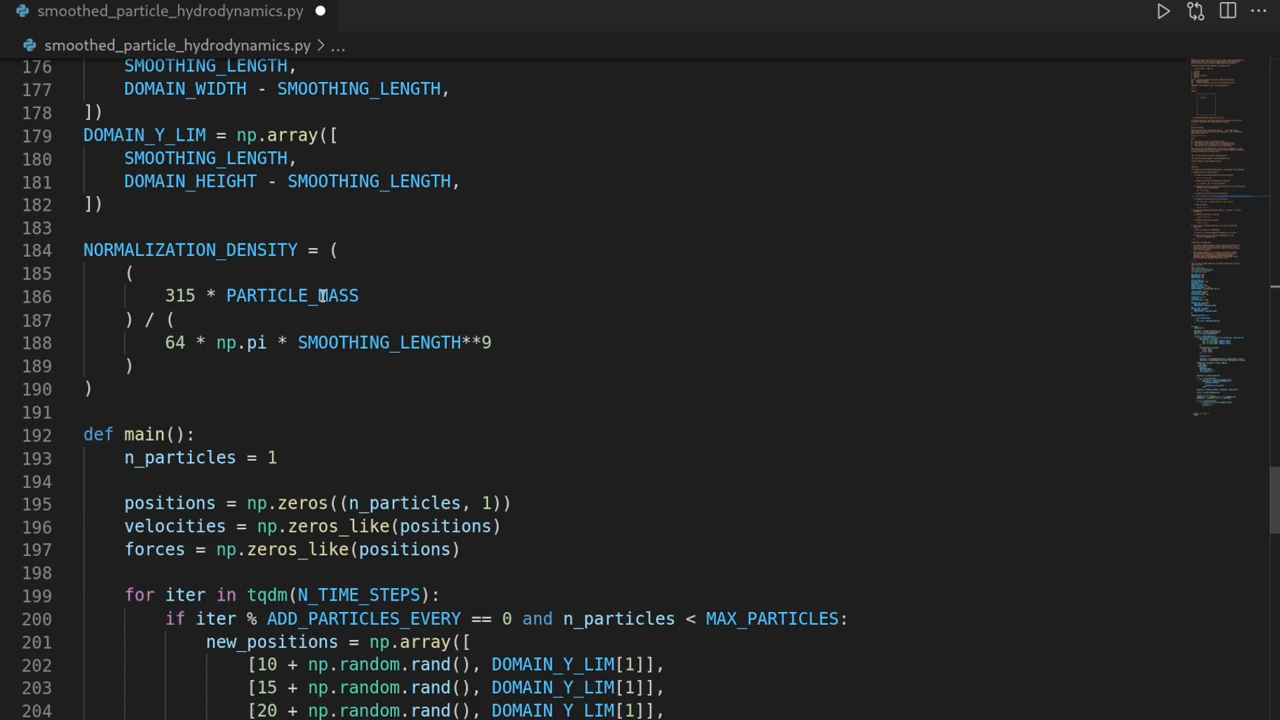 smoothed_particle_hydrodynamics.py
smoothed_particle_hydrodynamics.py > ...
176 SMOOTHING_LENGTH,
177 DOMAIN_WIDTH - SMOOTHING_LENGTH,
178 ])
179 DOMAIN_Y_LIM = np.array([
180 SMOOTHING_LENGTH,
181 DOMAIN_HEIGHT - SMOOTHING_LENGTH,
182 ])
183
184 NORMALIZATION_DENSITY = (
185 (
186 315 * PARTICLE_MASS
187 ) / (
188 64 * np.pi * SMOOTHING_LENGTH**9
189 )
190 )
191
192 def main():
193 n_particles = 1
194
195 positions = np.zeros((n_particles, 1))
196 velocities = np.zeros_like(positions)
197 forces = np.zeros_like(positions)
198
199 for iter in tqdm(N_TIME_STEPS):
200 if iter % ADD_PARTICLES_EVERY == 0 and n_particles < MAX_PARTICLES:
201 new_positions = np.array([
202 [10 + np.random.rand(), DOMAIN_Y_LIM[1]],
203 [15 + np.random.rand(), DOMAIN_Y_LIM[1]],
204 [20 + np.random.rand(), DOMAIN_Y_LIM[1]],